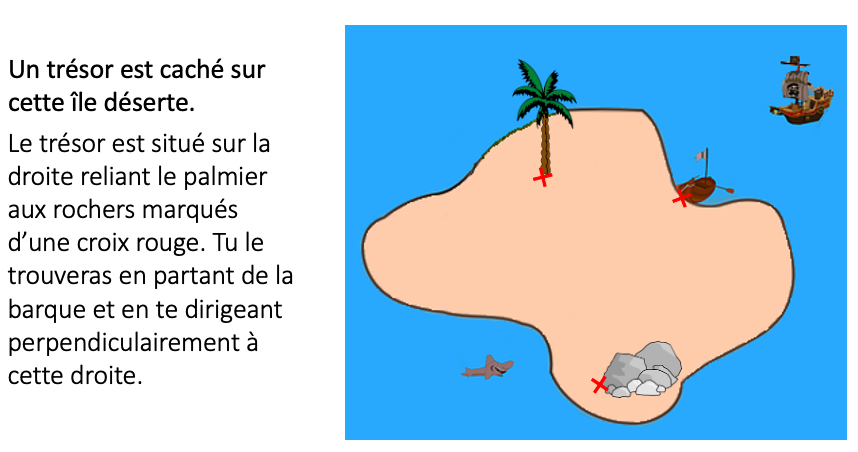 Un trésor est caché sur
cette île déserte.
Le trésor est situé sur la
droite reliant le palmier
aux rochers marqués
d’une croix rouge. Tu le
trouveras en partant de la
barque et en te dirigeant
perpendiculairement à
cette droite.